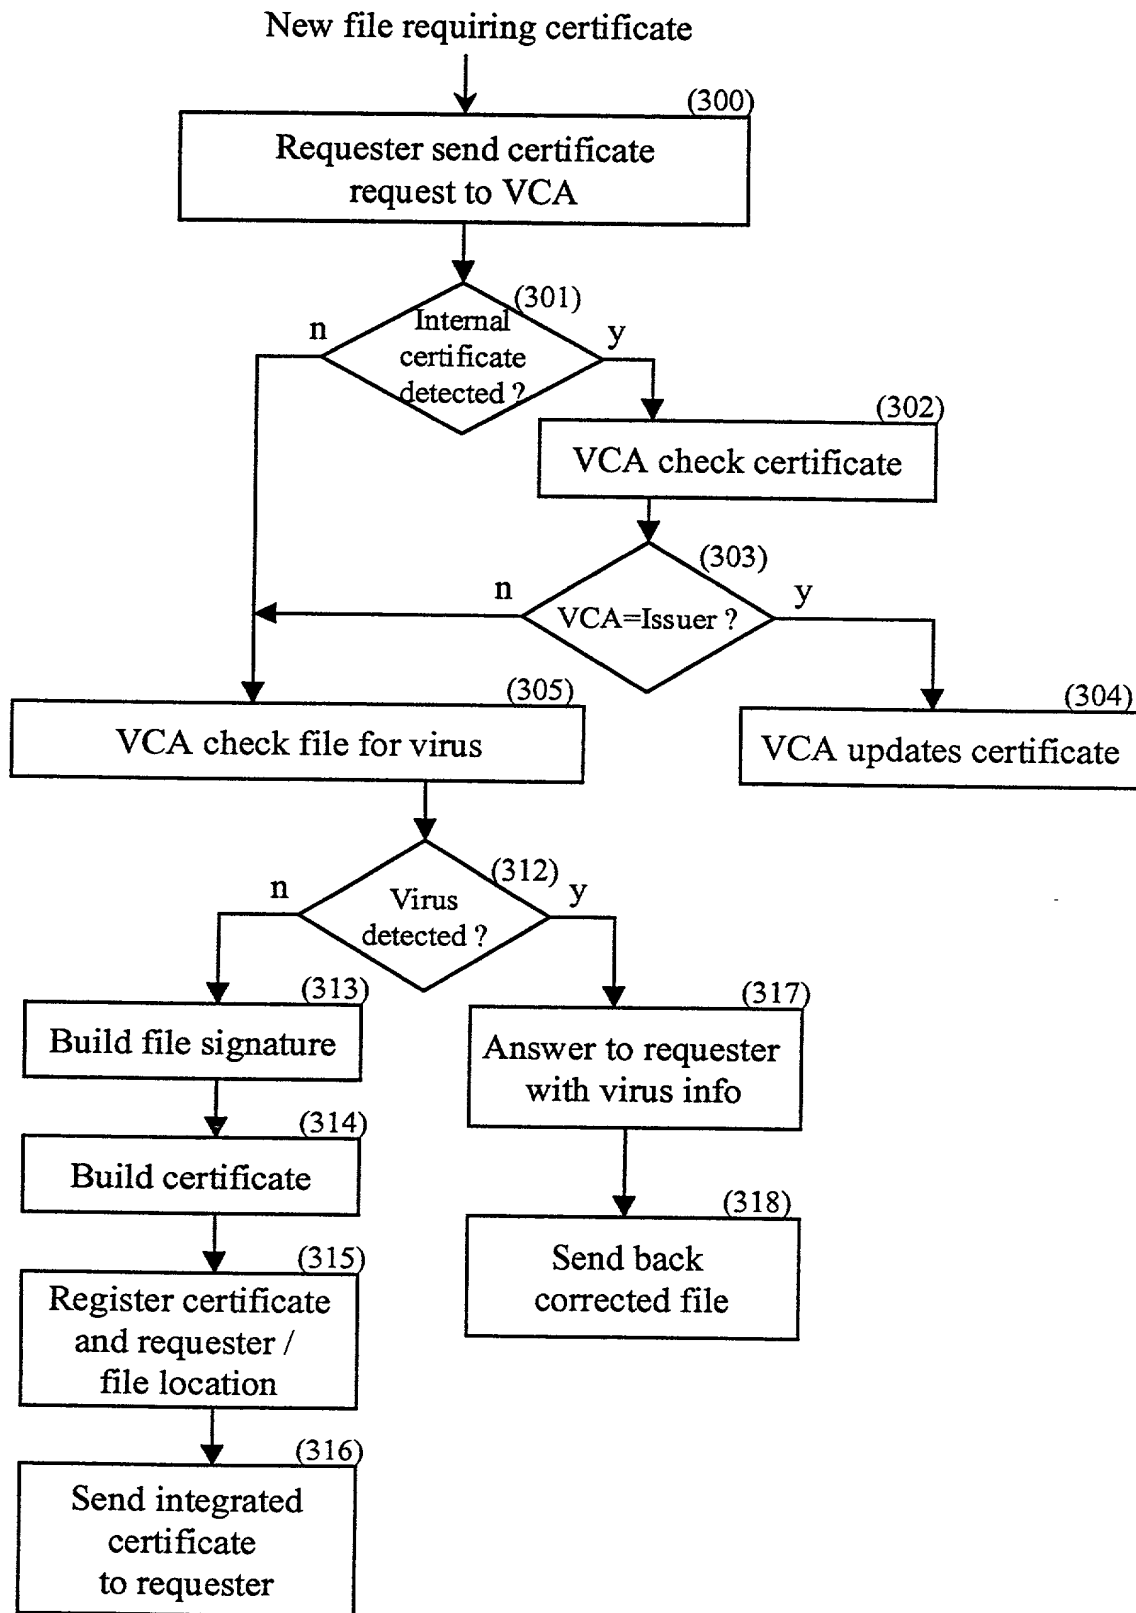 New file requiring certificate
(300)
Requester send certificate
request to VCA
(301)
n
y
Internal
certificate
detected ?
(302)
VCA check certificate
(303)
n
y
VCA=Issuer ?
(305)
VCA check file for virus
(304)
VCA updates certificate
(312)
n
y
Virus
detected ?
(313)
Build file signature
(317)
Answer to requester
with virus info
(314)
Build certificate
(318)
Send back
corrected file
(315)
Register certificate
and requester /
file location
(316)
Send integrated
certificate
to requester